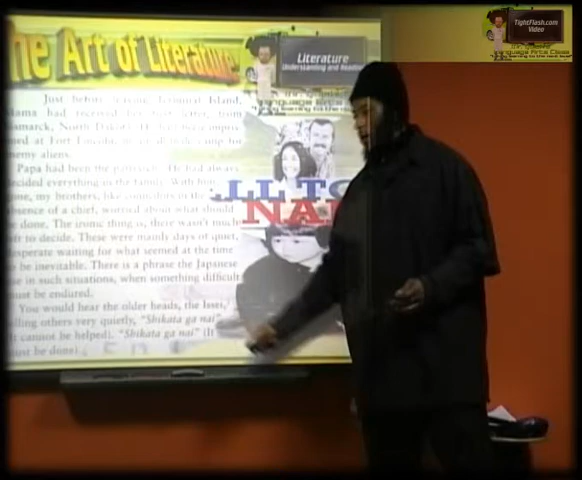 The Art of Literature
Literature
Understanding and Reading
TightFlash.com
Video
Language Arts Class
Just before leaving Terminal Island,
Mama had received her first letter, from
Bismarck, North Dakota. He had been impris
oned at Fort Lincoln, in an all-male camp for
enemy aliens.
Papa had been the patriarch. He had always
decided everything in the family. With him
gone, my brothers, like councilors in the
absence of a chief, worried about what should
be done. The ironic thing is, there wasn't much
left to decide. These were mainly days of quiet,
desperate waiting for what seemed at the time
to be inevitable. There is a phrase the Japanese
use in such situations, when something difficult
must be endured.
You would hear the older heads, the Issei,
telling others very quietly, "Shikata ga nai"
(It cannot be helped). "Shikata ga nai" (It
must be done).